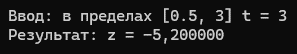 Ввод: в пределах [0.5, 3] t = 3
Результат: z = −5,200000